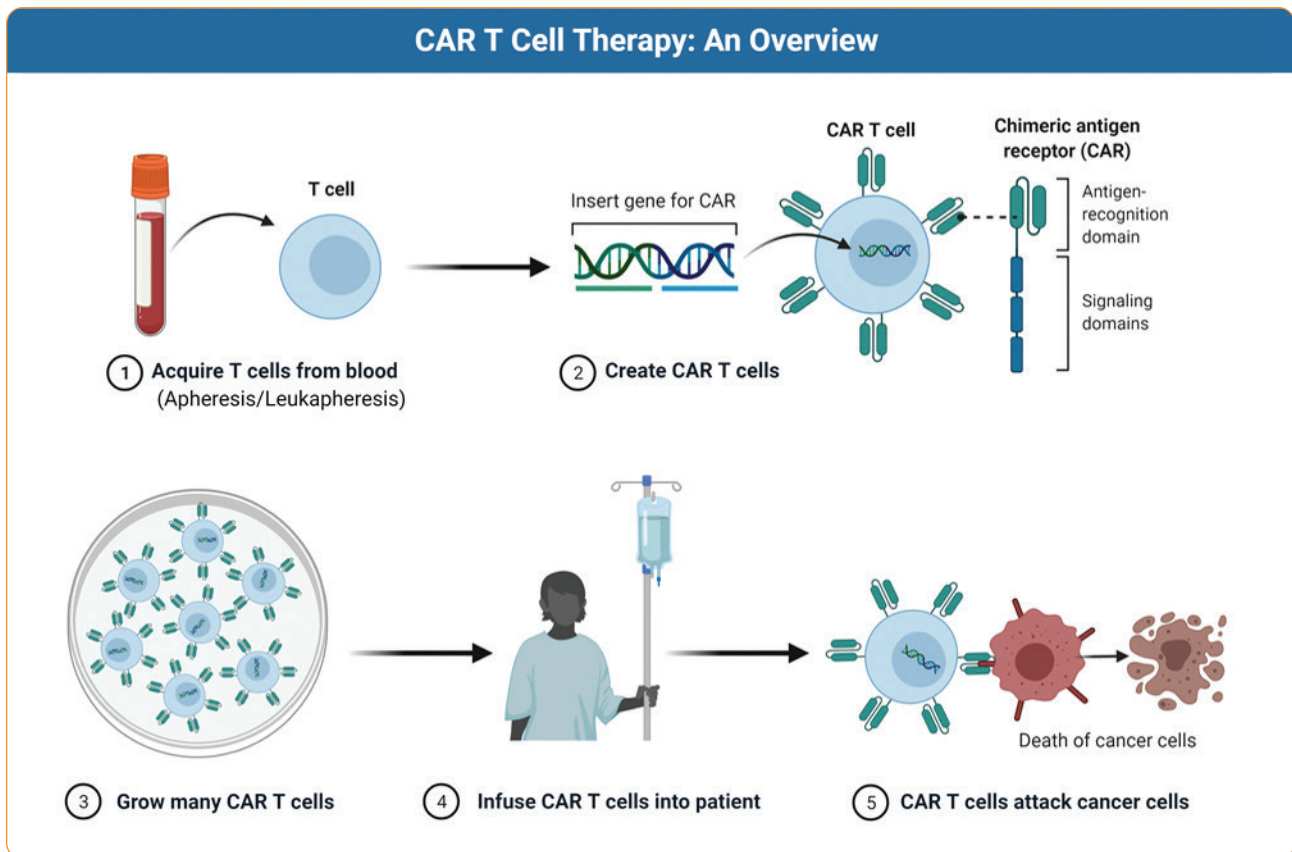 CAR T Cell Therapy: An Overview
T cell
1 Acquire T cells from blood
(Apheresis/Leukapheresis)
Insert gene for CAR
CAR T cell
Chimeric antigen
receptor (CAR)
Antigen-
recognition
domain
Signaling
domains
2 Create CAR T cells
3 Grow many CAR T cells
4 Infuse CAR T cells into patient
Death of cancer cells
5 CAR T cells attack cancer cells